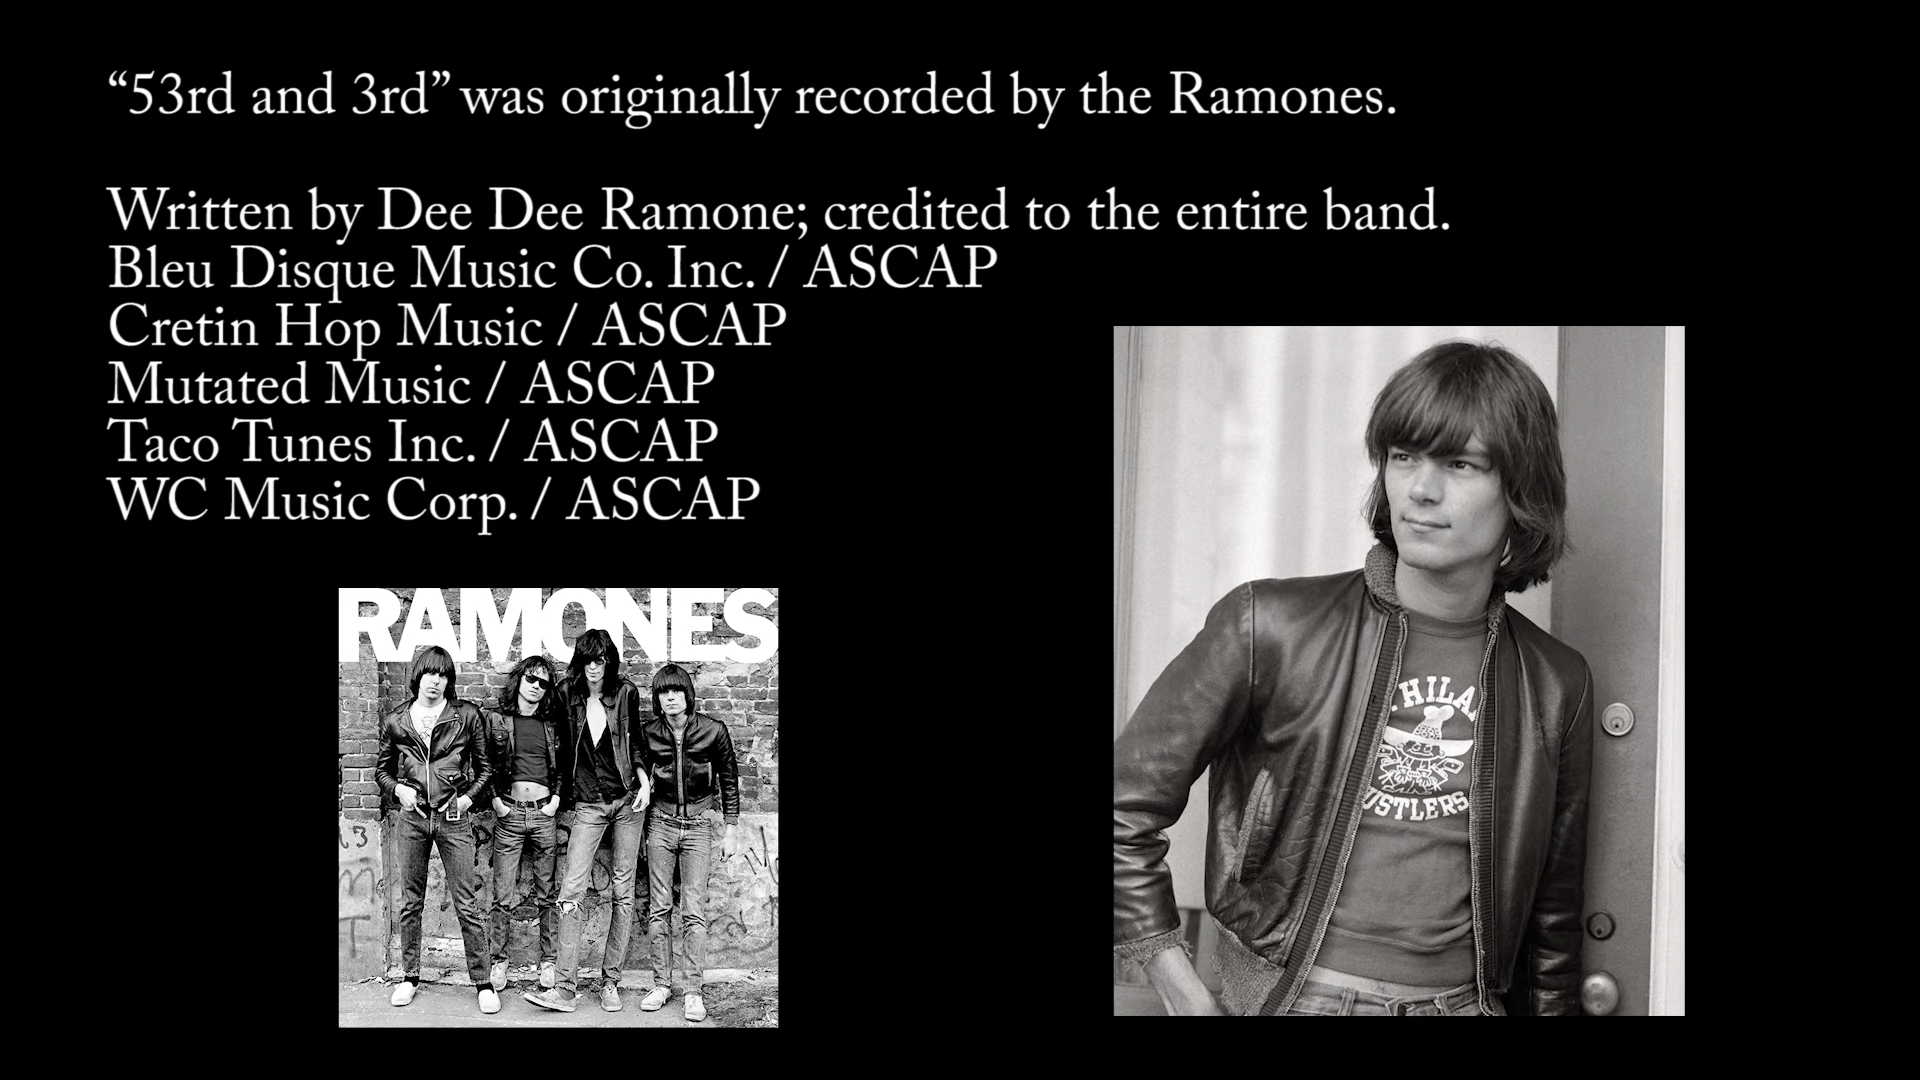 “53rd and 3rd” was originally recorded by the Ramones.
Written by Dee Dee Ramone; credited to the entire band.
Bleu Disque Music Co. Inc. / ASCAP
Cretin Hop Music / ASCAP
Mutated Music / ASCAP
Taco Tunes Inc. / ASCAP
WC Music Corp. / ASCAP
RAMONES